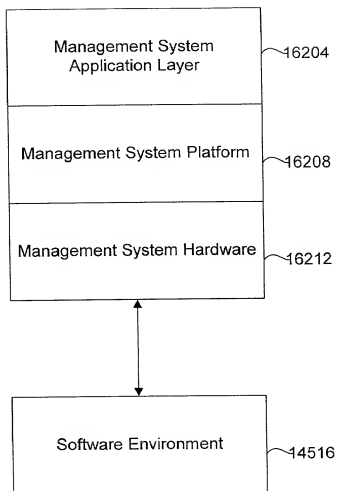 Management System
Application Layer
16204
Management System Platform
16208
Management System Hardware
16212
Software Environment
14516